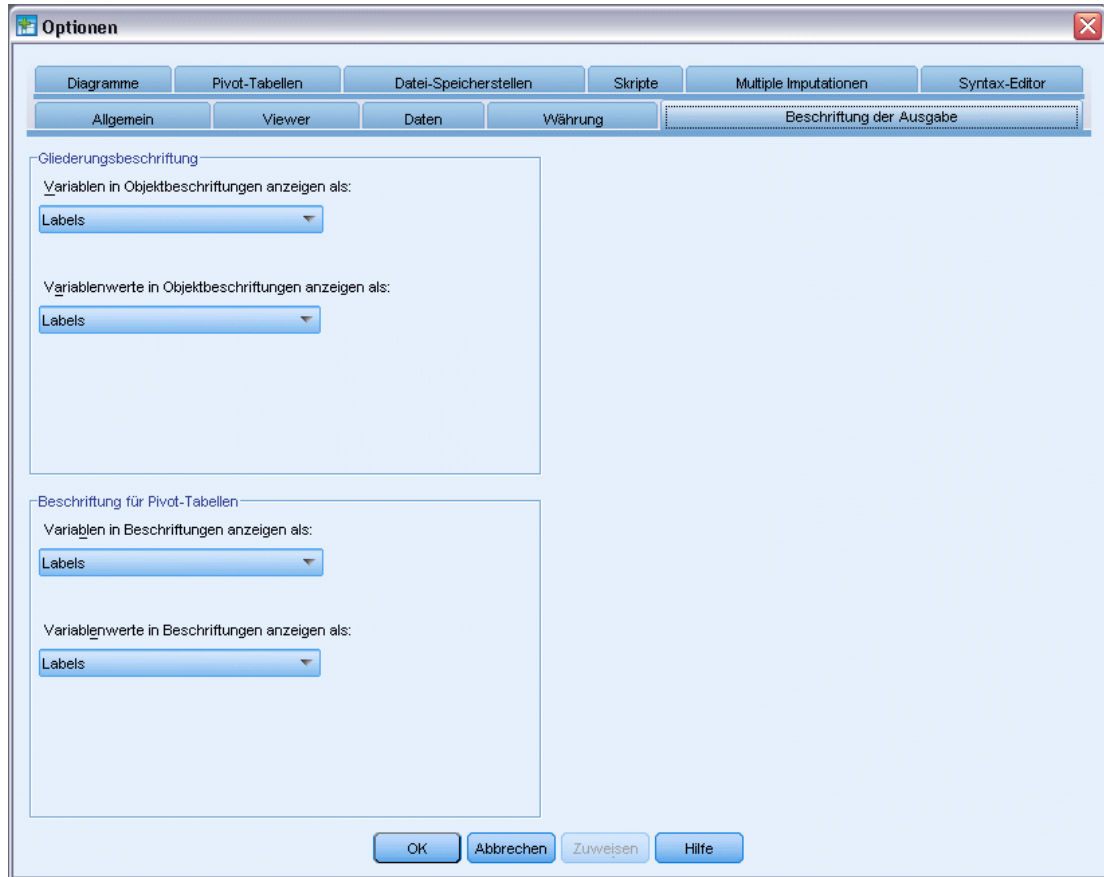 Optionen
Diagramme Pivot-Tabellen Datei-Speicherstellen Skripte Multiple Imputationen Syntax-Editor
Allgemein Viewer Daten Währung Beschriftung der Ausgabe
Gliederungsbeschriftung
Variablen in Objektbeschriftungen anzeigen als:
Labels
Variablenwerte in Objektbeschriftungen anzeigen als:
Labels
Beschriftung für Pivot-Tabellen
Variablen in Beschriftungen anzeigen als:
Labels
Variablenwerte in Beschriftungen anzeigen als:
Labels
OK Abbrechen Zuweisen Hilfe